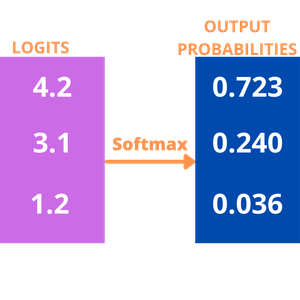 LOGITS
OUTPUT
PROBABILITIES
4.2
3.1
1.2
Softmax
0.723
0.240
0.036